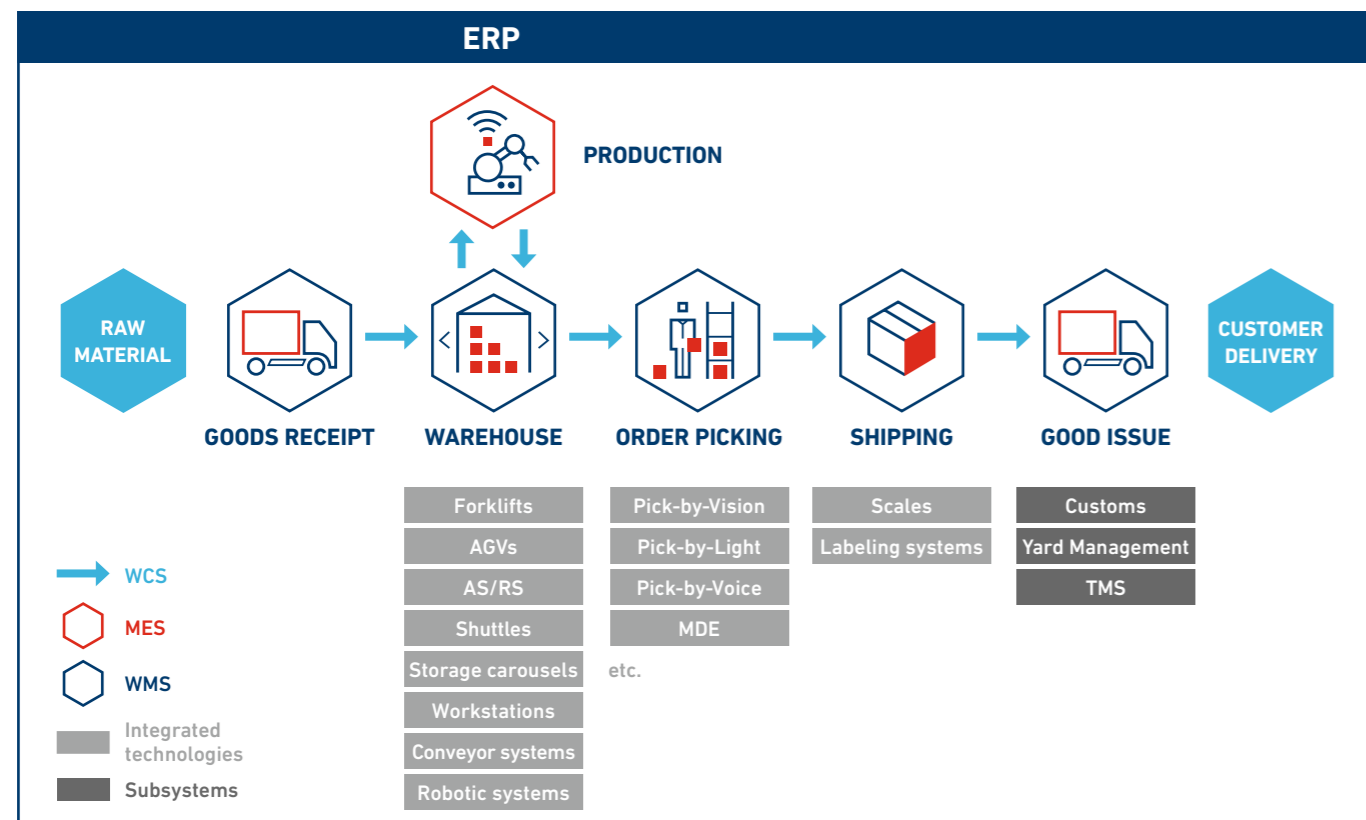 ERP
PRODUCTION
RAW
MATERIAL
CUSTOMER
DELIVERY
GOODS RECEIPT
WAREHOUSE
ORDER PICKING
SHIPPING
GOOD ISSUE
Forklifts
AGVs
AS/RS
Shuttles
Storage carousels
Workstations
Conveyor systems
Robotic systems
Pick-by-Vision
Pick-by-Light
Pick-by-Voice
MDE
etc.
Scales
Labeling systems
Customs
Yard Management
TMS
WCS
MES
WMS
Integrated
technologies
Subsystems